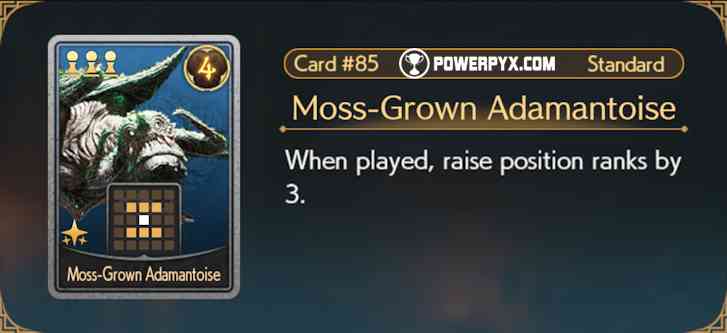 4
Moss-Grown Adamantoise
Card #85
POWERPYX.COM
Standard
Moss-Grown Adamantoise
When played, raise position ranks by
3.